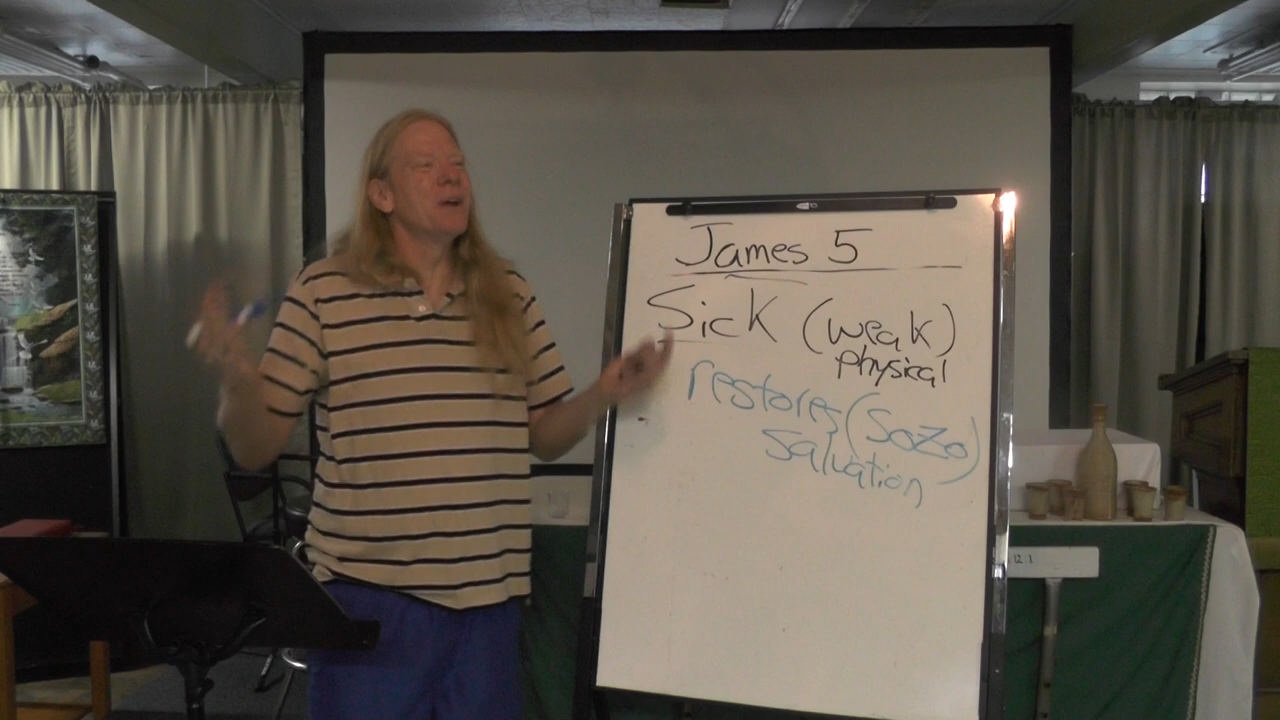 James 5
Sick (weak)
physical
restores (Sozo)
Salvation